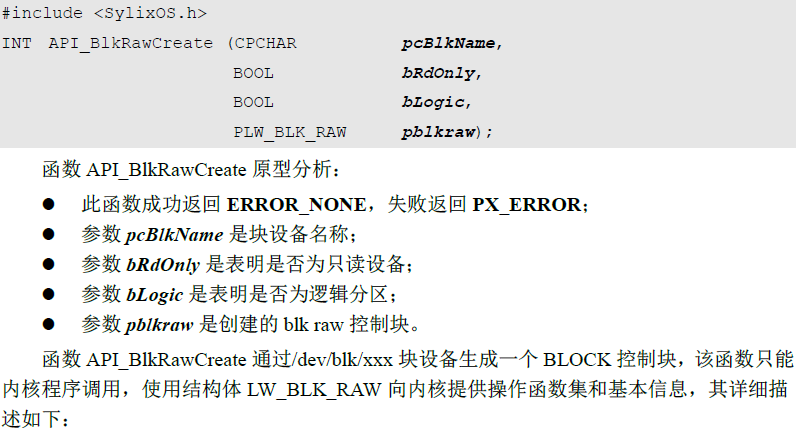 #include <SylixOS.h>
INT API_BlkRawCreate (CPCHAR pcBlkName,
BOOL bRdOnly,
BOOL bLogic,
PLW_BLK_RAW pblkraw);
函数 API_BlkRawCreate 原型分析：
● 此函数成功返回 ERROR_NONE，失败返回 PX_ERROR；
● 参数 pcBlkName 是块设备名称；
● 参数 bRdOnly 是表明是否为只读设备；
● 参数 bLogic 是表明是否为逻辑分区；
● 参数 pblkraw 是创建的 blk raw 控制块。
函数 API_BlkRawCreate 通过/dev/blk/xxx 块设备生成一个 BLOCK 控制块，该函数只能
内核程序调用，使用结构体 LW_BLK_RAW 向内核提供操作函数集和基本信息，其详细描
述如下：